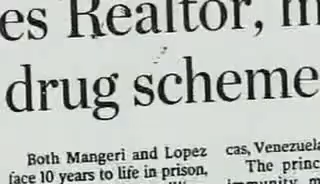 es Realtor,
drug scheme
Both Mangeri and Lopez
face 10 years to life in prison,
cas, Venezuela
The princ
immunity